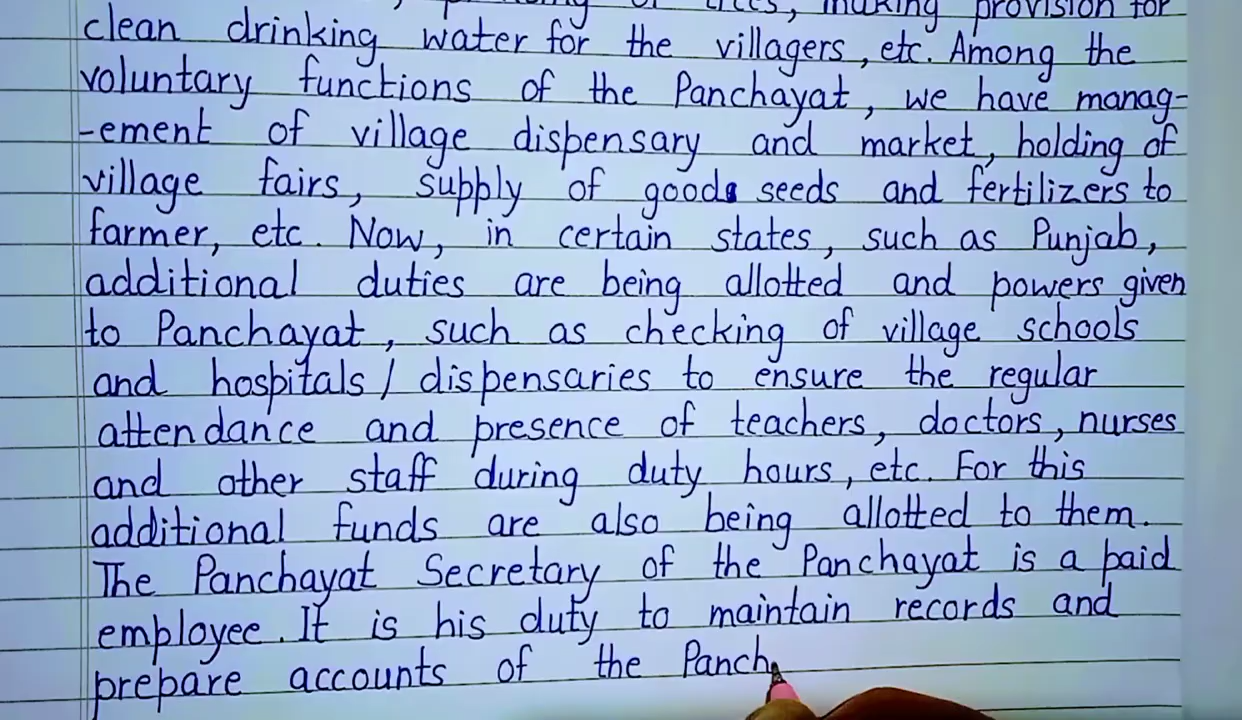 of trees, making provision for
clean drinking water for the villagers, etc. Among the
voluntary functions of the Panchayat, we have manag-
-ement of village dispensary and market, holding of
village fairs, supply of goods seeds and fertilizers to
farmer, etc. Now, in certain states, such as Punjab,
additional duties are being allotted and powers given
to Panchayat, such as checking of village schools
and hospitals / dispensaries to ensure the regular
attendance and presence of teachers, doctors, nurses
and other staff during duty hours, etc. For this
additional funds are also being allotted to them.
The Panchayat Secretary of the Panchayat is a paid
employee. It is his duty to maintain records and
prepare accounts of the Panch